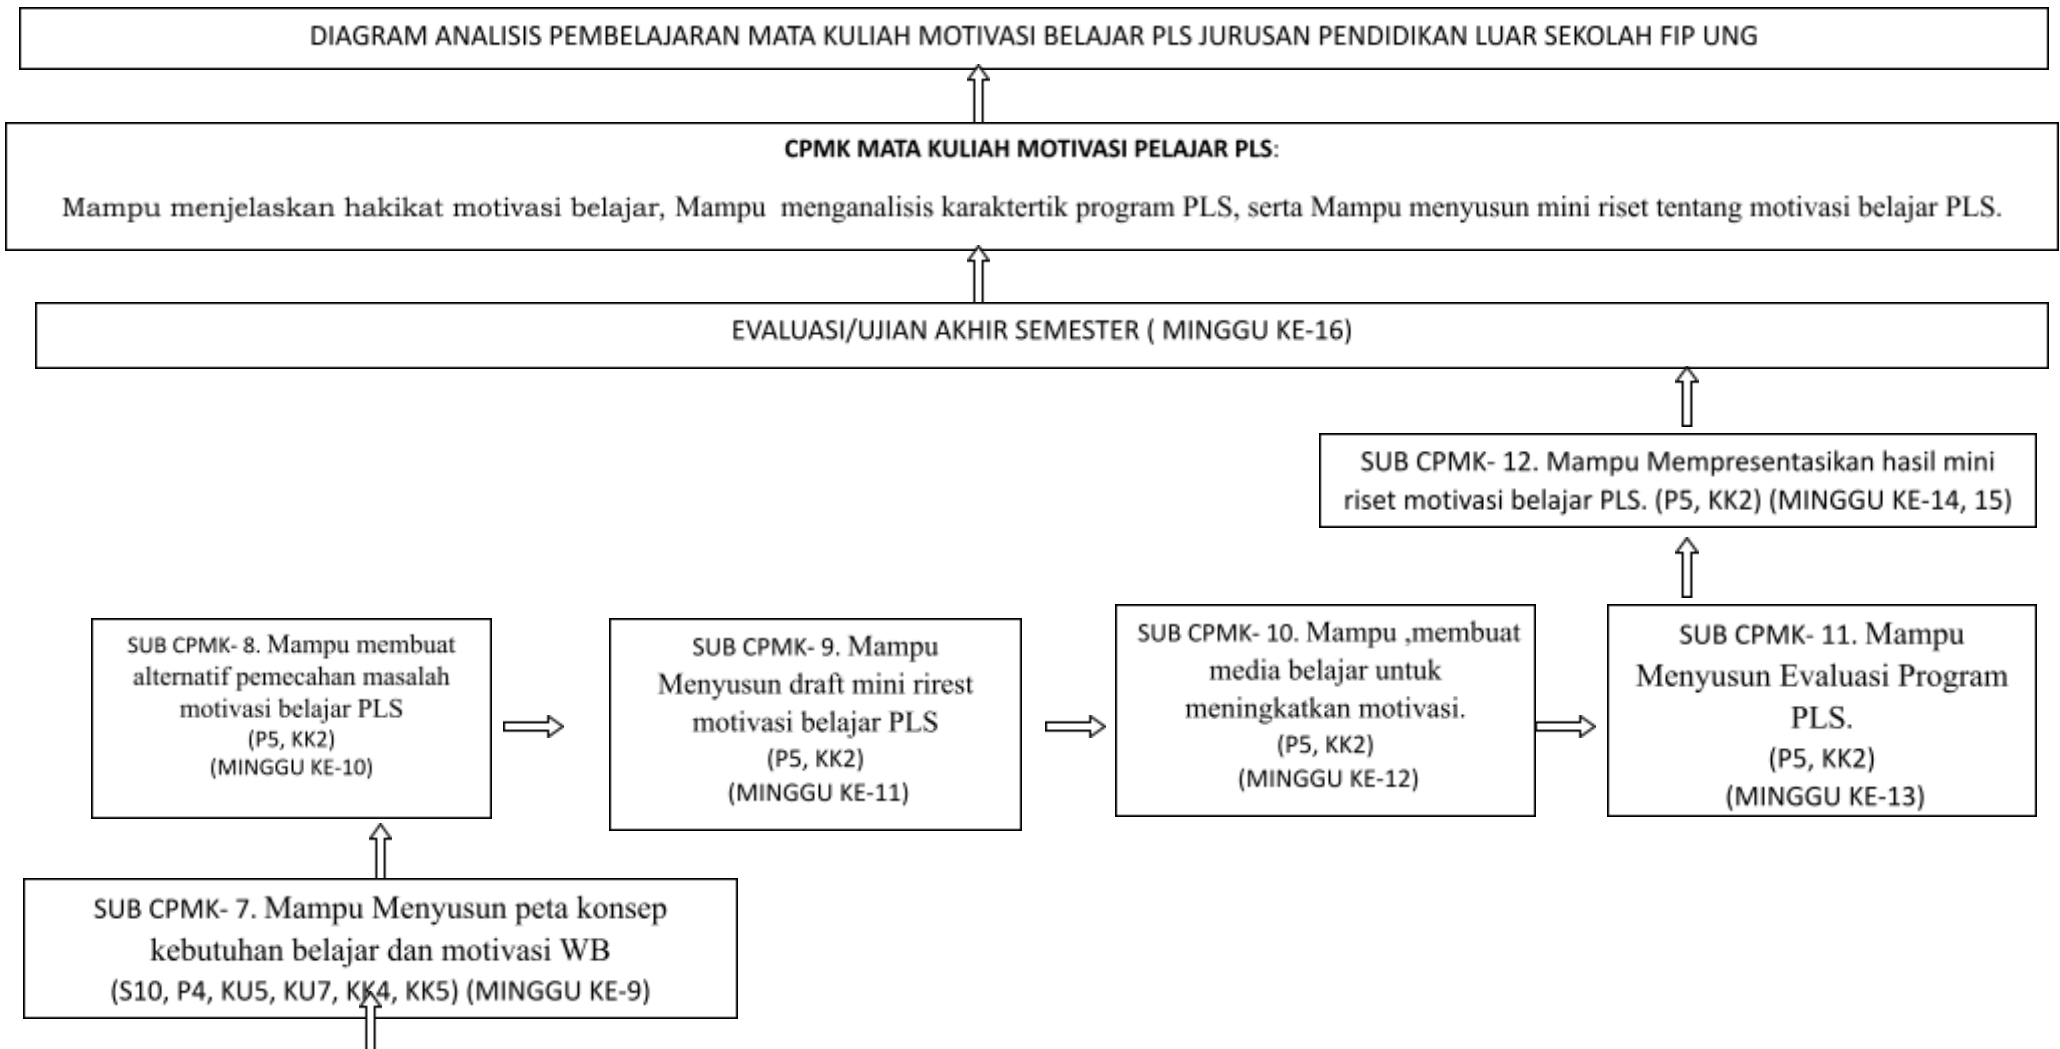 DIAGRAM ANALISIS PEMBELAJARAN MATA KULIAH MOTIVASI BELAJAR PLS JURUSAN PENDIDIKAN LUAR SEKOLAH FIP UNG
CPMK MATA KULIAH MOTIVASI PELAJAR PLS:
Mampu menjelaskan hakikat motivasi belajar, Mampu menganalisis karaktertik program PLS, serta Mampu menyusun mini riset tentang motivasi belajar PLS.
EVALUASI/UJIAN AKHIR SEMESTER ( MINGGU KE-16)
SUB CPMK- 12. Mampu Mempresentasikan hasil mini
riset motivasi belajar PLS. (P5, KK2) (MINGGU KE-14, 15)
SUB CPMK- 8. Mampu membuat
alternatif pemecahan masalah
motivasi belajar PLS
(P5, KK2)
(MINGGU KE-10)
SUB CPMK- 9. Mampu
Menyusun draft mini rirest
motivasi belajar PLS
(P5, KK2)
(MINGGU KE-11)
SUB CPMK- 10. Mampu ,membuat
media belajar untuk
meningkatkan motivasi.
(P5, KK2)
(MINGGU KE-12)
SUB CPMK- 11. Mampu
Menyusun Evaluasi Program
PLS.
(P5, KK2)
(MINGGU KE-13)
SUB CPMK- 7. Mampu Menyusun peta konsep
kebutuhan belajar dan motivasi WB
(S10, P4, KU5, KU7, KK4, KK5) (MINGGU KE-9)